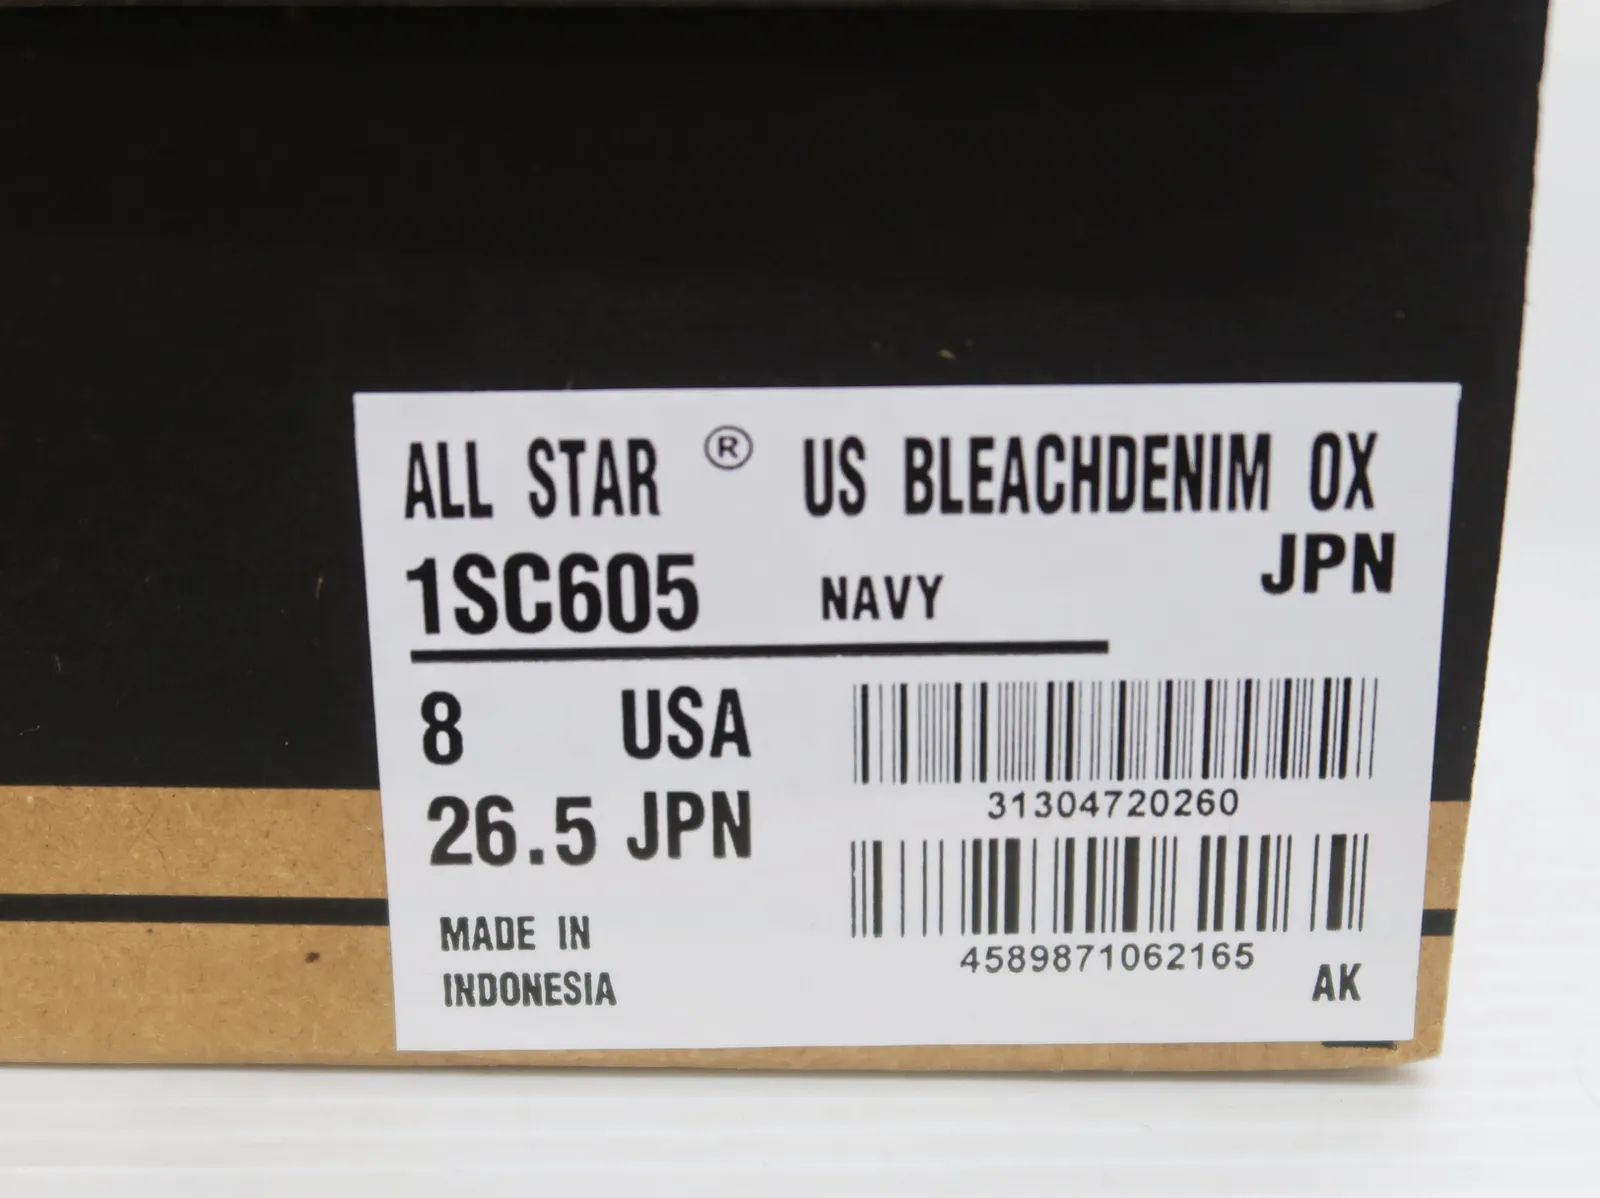 ALL STAR ® US BLEACHDENIM OX
JPN
1SC605 NAVY
8 USA
26.5 JPN
31304720260
4589871062165
MADE IN
INDONESIA
AK